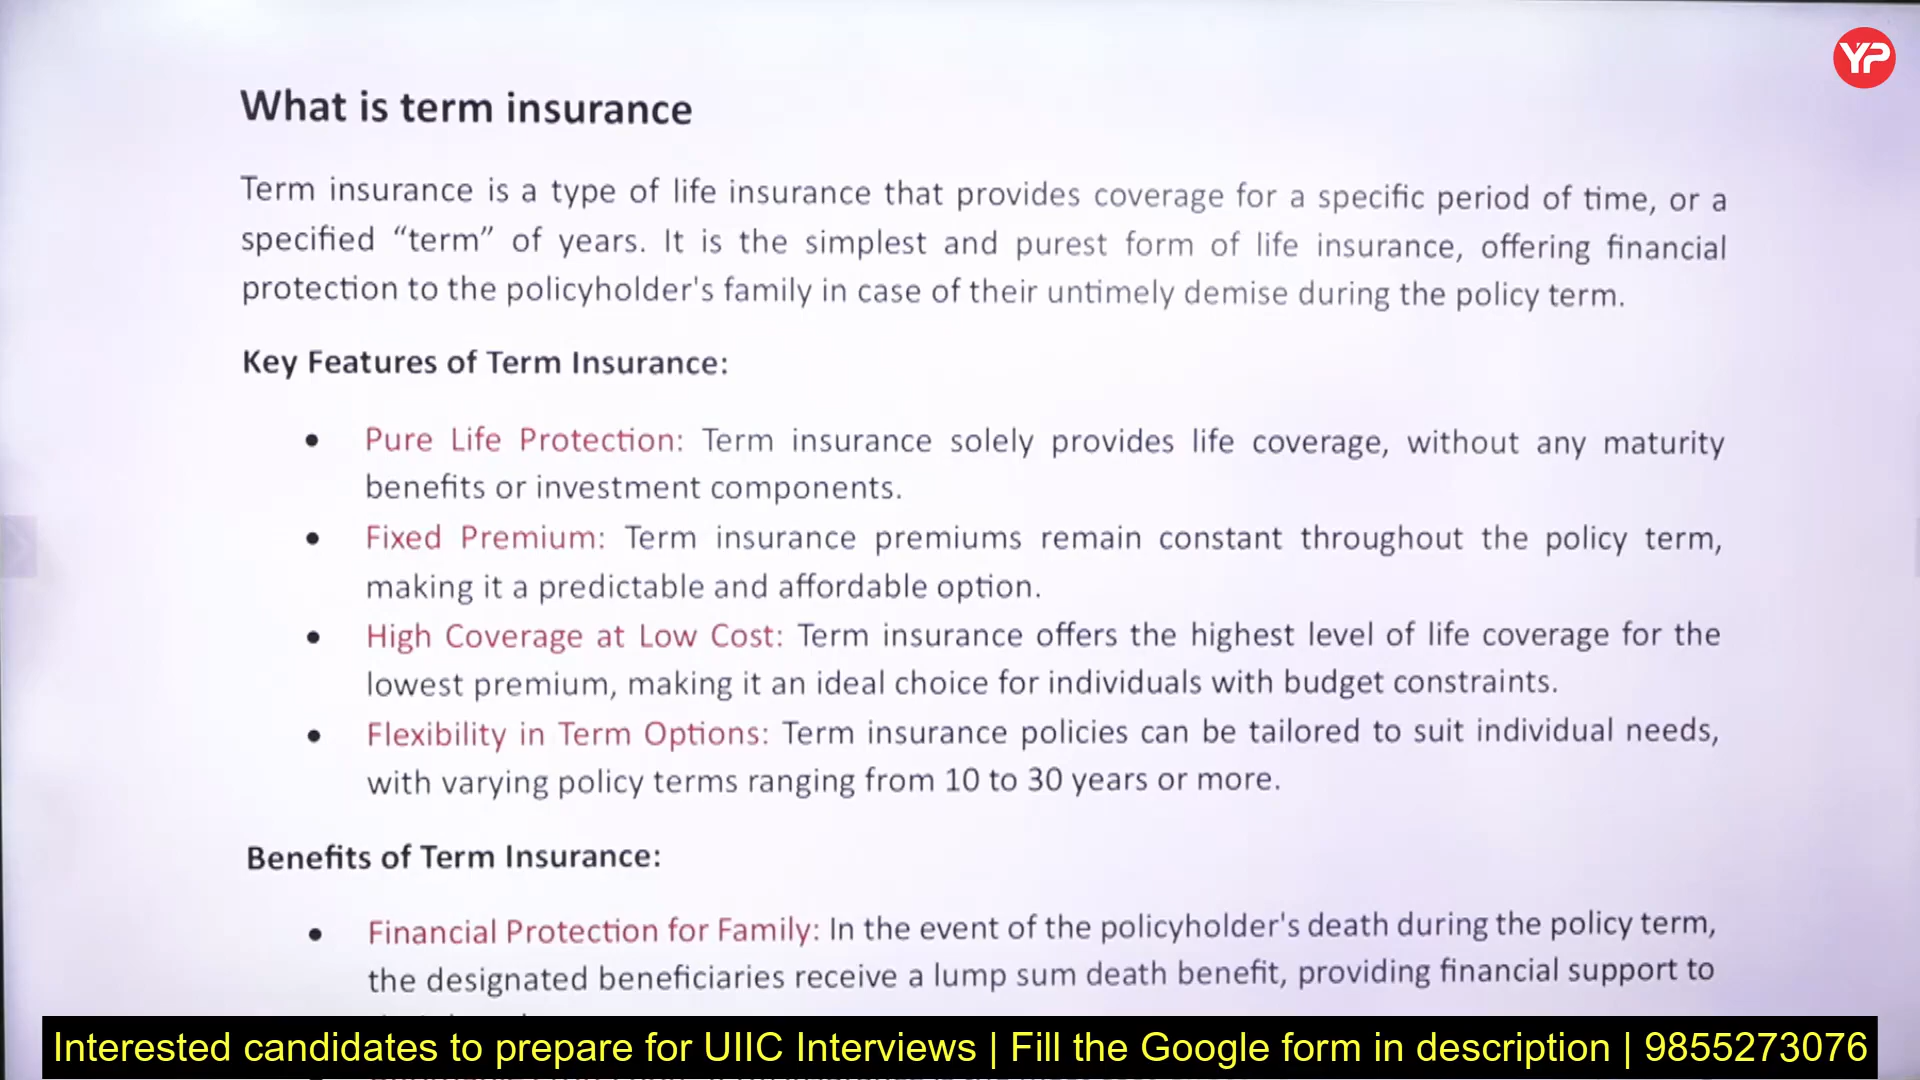 YP
What is term insurance
Term insurance is a type of life insurance that provides coverage for a specific period of time, or a
specified “term” of years. It is the simplest and purest form of life insurance, offering financial
protection to the policyholder's family in case of their untimely demise during the policy term.
Key Features of Term Insurance:
• Pure Life Protection: Term insurance solely provides life coverage, without any maturity
benefits or investment components.
• Fixed Premium: Term insurance premiums remain constant throughout the policy term,
making it a predictable and affordable option.
• High Coverage at Low Cost: Term insurance offers the highest level of life coverage for the
lowest premium, making it an ideal choice for individuals with budget constraints.
• Flexibility in Term Options: Term insurance policies can be tailored to suit individual needs,
with varying policy terms ranging from 10 to 30 years or more.
Benefits of Term Insurance:
• Financial Protection for Family: In the event of the policyholder's death during the policy term,
the designated beneficiaries receive a lump sum death benefit, providing financial support to
Interested candidates to prepare for UIIC Interviews | Fill the Google form in description | 9855273076